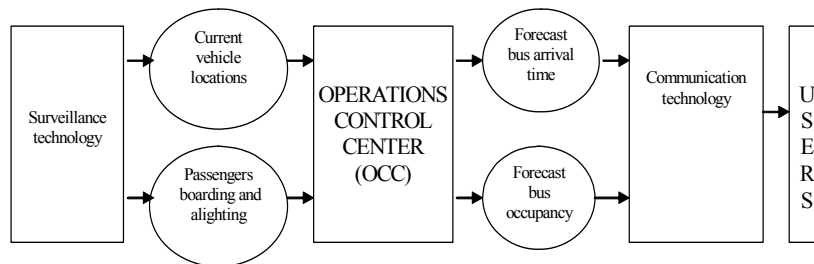 Surveillance
technology
Current
vehicle
locations
Passengers
boarding and
alighting
OPERATIONS
CONTROL
CENTER
(OCC)
Forecast
bus arrival
time
Forecast
bus
occupancy
Communication
technology
U
S
E
R
S